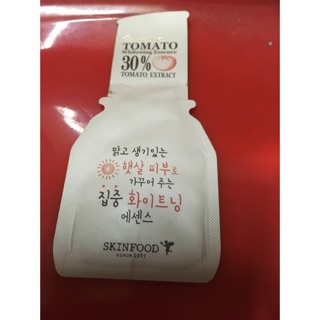 TOMATO
Whitening Essence
30%
TOMATO EXTRACT
맑고 생기있는
햇살 피부로
가꾸어 주는
집중 화이트닝
에센스
SKINFOOD
since 1957